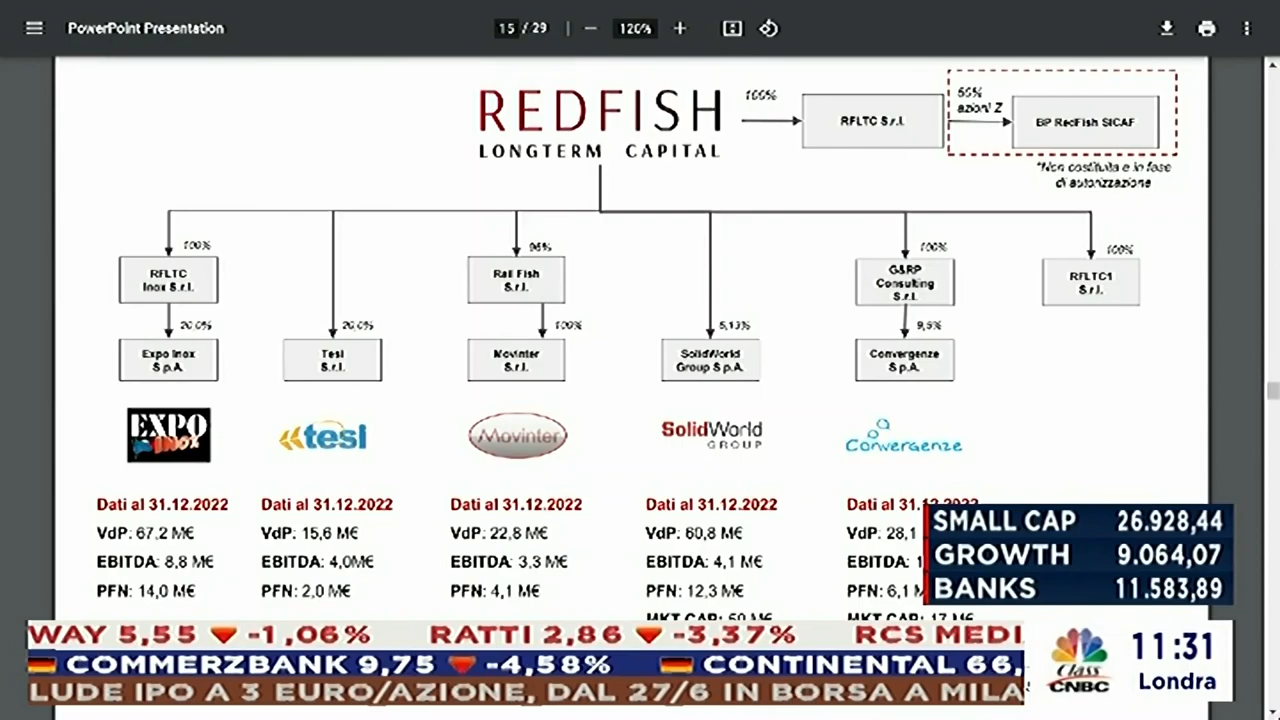 PowerPoint Presentation
15 / 29
120%
REDFISH
LONGTERM CAPITAL
100%
RFLTC S.r.l.
azioni Z
BP RedFish SICAF
*Non costituita e in fase
di autorizzazione
100%
RFLTC
Inox S.r.l.
20,0%
Expo Inox
S.p.A.
20,0%
Tesi
S.r.l.
Rail Fish
S.r.l.
100%
Movinter
S.r.l.
5,13%
SolidWorld
Group S.p.A.
100%
G&RP
Consulting
S.r.l.
Convergenze
S.p.A.
100%
RFLTC1
S.r.l.
EXPO
INOX
tesi
Movinter
SolidWorld
GROUP
Convergenze
Dati al 31.12.2022
VdP: 67,2 M€
EBITDA: 8,8 M€
PFN: 14,0 M€
Dati al 31.12.2022
VdP: 15,6 M€
EBITDA: 4,0M€
PFN: 2,0 M€
Dati al 31.12.2022
VdP: 22,8 M€
EBITDA: 3,3 M€
PFN: 4,1 M€
Dati al 31.12.2022
VdP: 60,8 M€
EBITDA: 4,1 M€
PFN: 12,3 M€
MKT CAP:
Dati al 31.12.2022
VdP: 28,1
EBITDA: 1
PFN: 6,1 M
MKT CAP:
SMALL CAP 26.928,44
GROWTH 9.064,07
BANKS 11.583,89
WAY 5,55 -1,06% RATTI 2,86 -3,37% RCS MEDI
COMMERZBANK 9,75 -4,58% CONTINENTAL 66,
LUDE IPO A 3 EURO/AZIONE, DAL 27/6 IN BORSA A MILA
Class
CNBC
11:31
Londra